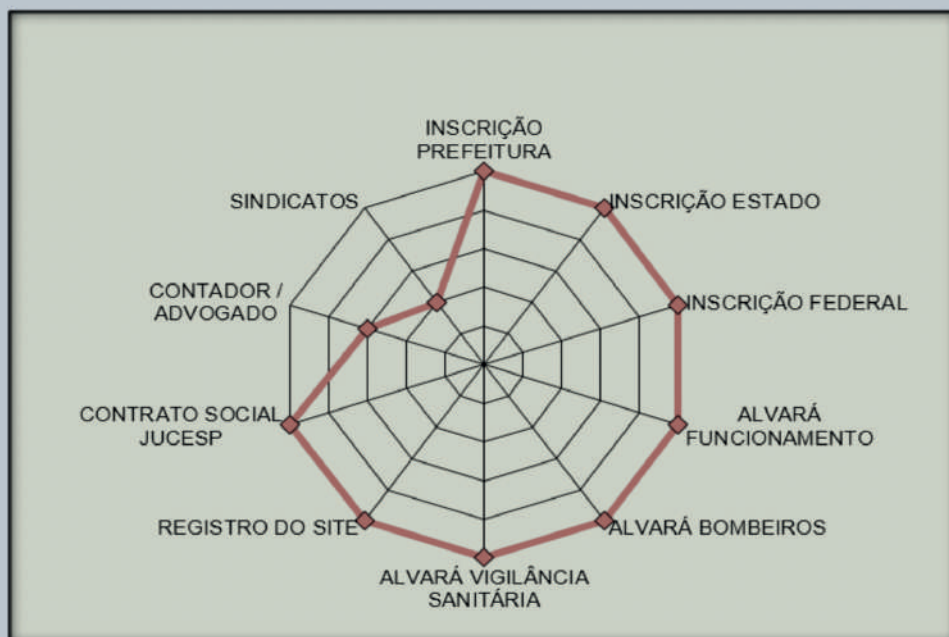 INSCRIÇÃO
PREFEITURA
INSCRIÇÃO ESTADO
INSCRIÇÃO FEDERAL
ALVARÁ
FUNCIONAMENTO
ALVARÁ BOMBEIROS
ALVARÁ VIGILÂNCIA
SANITÁRIA
REGISTRO DO SITE
CONTRATO SOCIAL
JUCESP
CONTADOR /
ADVOGADO
SINDICATOS